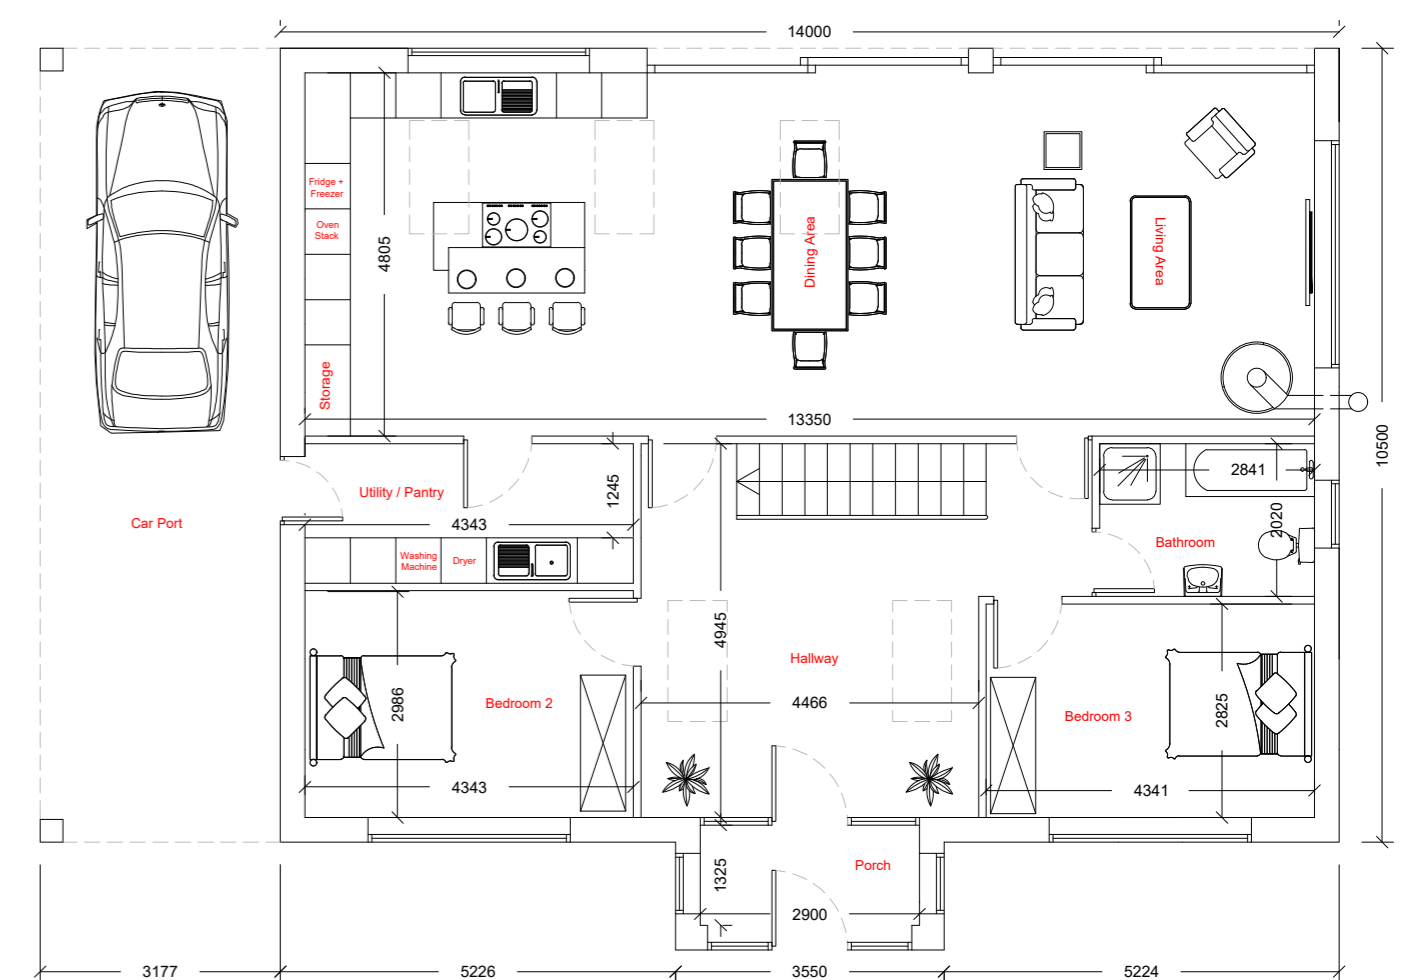 14000
Fridge +
Freezer
Oven
Stack
4805
Dining Area
Living Area
Storage
13350
10500
Utility / Pantry
1245
2841
Car Port
4343
2020
Bathroom
Washing
Machine
Dryer
4945
Hallway
2986
Bedroom 2
4466
Bedroom 3
2825
4343
4341
1325
Porch
2900
3177
5226
3550
5224